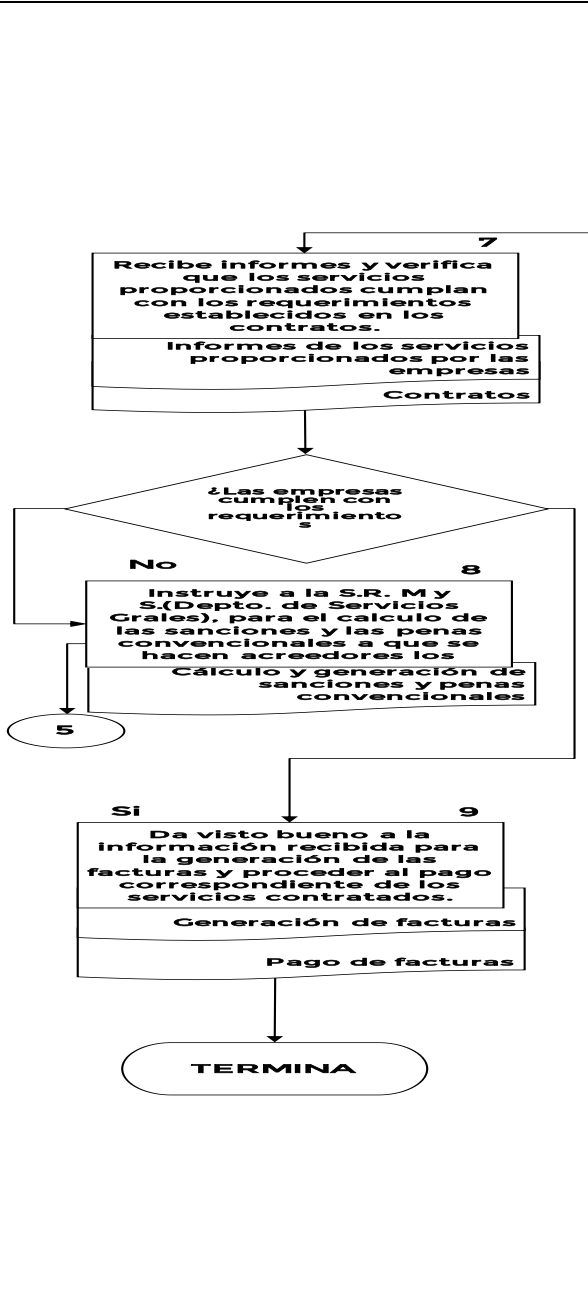 7
Recibe informes y verifica
que los servicios
proporcionados cumplan
con los requerimientos
establecidos en los
contratos.
Informes de los servicios
proporcionados por las
empresas
Contratos
¿Las empresas
cumplen con
los
requerimiento
s
No
8
Instruye a la S.R. M y
S.(Depto. de Servicios
Grales), para el calculo de
las sanciones y las penas
convencionales a que se
hacen acreedores los
Cálculo y generación de
sanciones y penas
convencionales
5
Si
9
Da visto bueno a la
información recibida para
la generación de las
facturas y proceder al pago
correspondiente de los
servicios contratados.
Generación de facturas
Pago de facturas
TERMINA